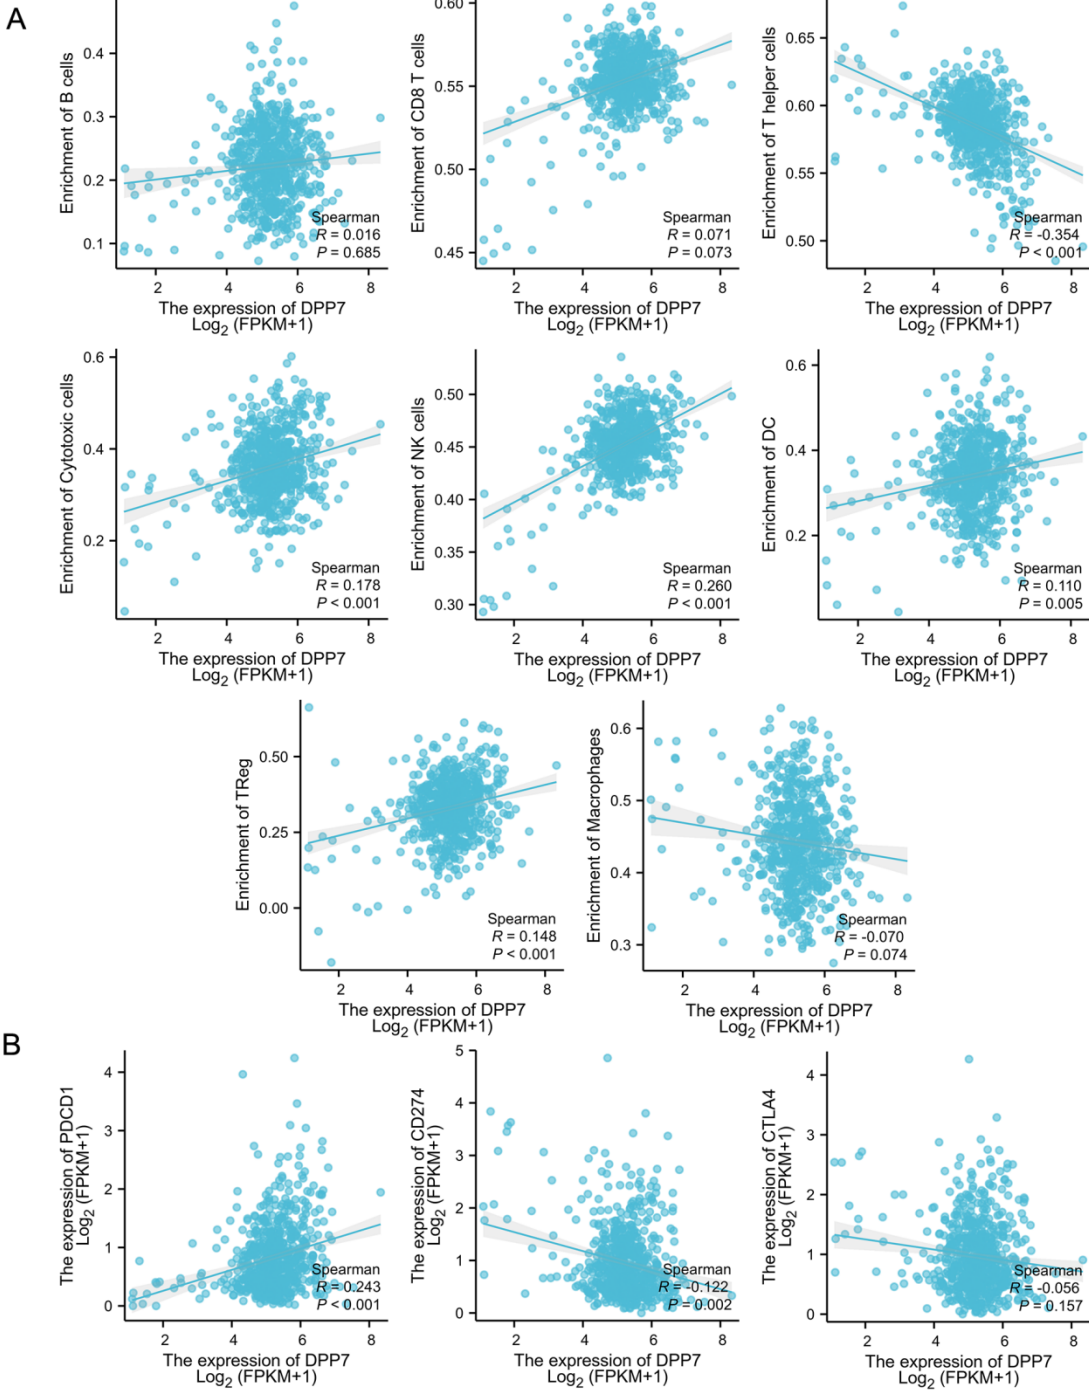 A
Enrichment of B cells
0.4
0.3
0.2
0.1
Spearman
R = 0.016
P = 0.685
2 4 6 8
The expression of DPP7
Log2 (FPKM+1)
Enrichment of CD8 T cells
0.60
0.55
0.50
0.45
Spearman
R = 0.071
P = 0.073
2 4 6 8
The expression of DPP7
Log2 (FPKM+1)
Enrichment of T helper cells
0.65
0.60
0.55
0.50
Spearman
R = -0.354
P < 0.001
2 4 6 8
The expression of DPP7
Log2 (FPKM+1)
Enrichment of Cytotoxic cells
0.6
0.4
0.2
Spearman
R = 0.178
P < 0.001
2 4 6 8
The expression of DPP7
Log2 (FPKM+1)
Enrichment of NK cells
0.50
0.45
0.40
0.35
0.30
Spearman
R = 0.260
P < 0.001
2 4 6 8
The expression of DPP7
Log2 (FPKM+1)
Enrichment of DC
0.6
0.4
0.2
Spearman
R = 0.110
P = 0.005
2 4 6 8
The expression of DPP7
Log2 (FPKM+1)
Enrichment of TReg
0.50
0.25
0.00
Spearman
R = 0.148
P < 0.001
2 4 6 8
The expression of DPP7
Log2 (FPKM+1)
Enrichment of Macrophages
0.6
0.5
0.4
0.3
Spearman
R = -0.070
P = 0.074
2 4 6 8
The expression of DPP7
Log2 (FPKM+1)
B
The expression of PDCD1
Log2 (FPKM+1)
4
3
2
1
0
Spearman
R = 0.243
P < 0.001
2 4 6 8
The expression of DPP7
Log2 (FPKM+1)
The expression of CD274
Log2 (FPKM+1)
5
4
3
2
1
0
Spearman
R = -0.122
P = 0.002
2 4 6 8
The expression of DPP7
Log2 (FPKM+1)
The expression of CTLA4
Log2 (FPKM+1)
4
3
2
1
0
Spearman
R = -0.056
P = 0.157
2 4 6 8
The expression of DPP7
Log2 (FPKM+1)